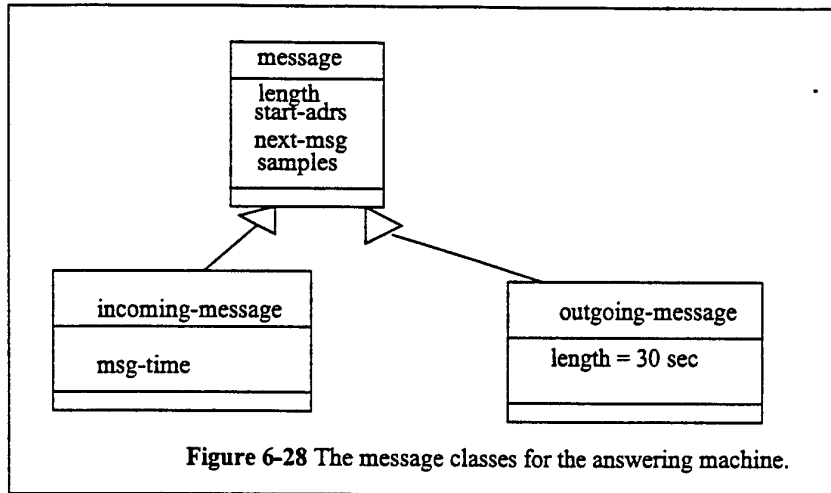 message
length
start-adrs
next-msg
samples
incoming-message
msg-time
outgoing-message
length = 30 sec
Figure 6-28 The message classes for the answering machine.